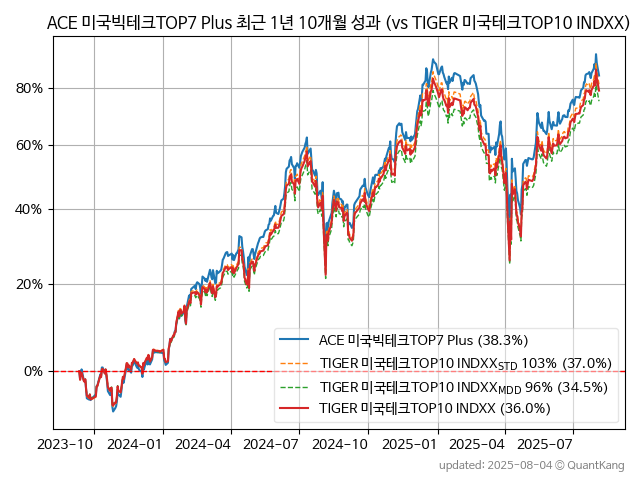 ACE 미국빅테크TOP7 Plus 최근 1년 10개월 성과 (vs TIGER 미국테크TOP10 INDXX)
80%
60%
40%
20%
0%
ACE 미국빅테크TOP7 Plus (38.3%)
TIGER 미국테크TOP10 INDXX_STD 103% (37.0%)
TIGER 미국테크TOP10 INDXX_MDD 96% (34.5%)
TIGER 미국테크TOP10 INDXX (36.0%)
2023-10 2024-01 2024-04 2024-07 2024-10 2025-01 2025-04 2025-07
updated: 2025-08-04 © QuantKang